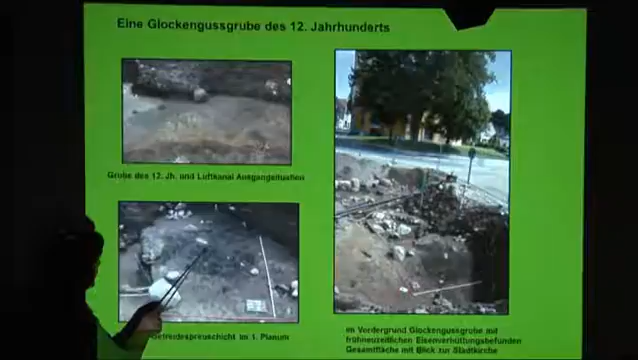 Eine Glockengussgrube des 12. Jahrhunderts
Grube des 12. Jh. und Luftkanal Ausgangsituation
Getreidespreuschicht im 1. Planum
im Vordergrund Glockengussgrube mit
frühneuzeitlichen Eisenverhüttungsbefunden
Gesamtfläche mit Blick zur Stadtkirche